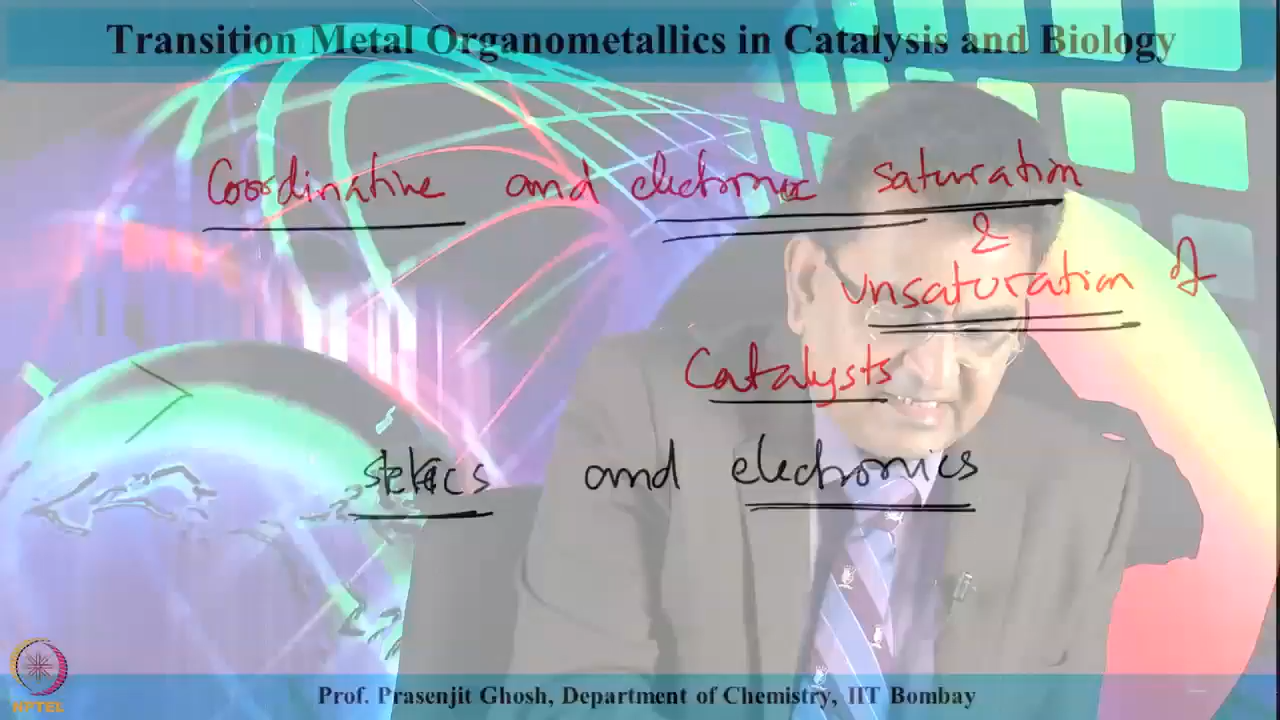 Transition Metal Organometallics in Catalysis and Biology
Coordinative and electronic saturation
&
Unsaturation of
Catalysts
sterics and electronics
NPTEL
Prof. Prasenjit Ghosh, Department of Chemistry, IIT Bombay